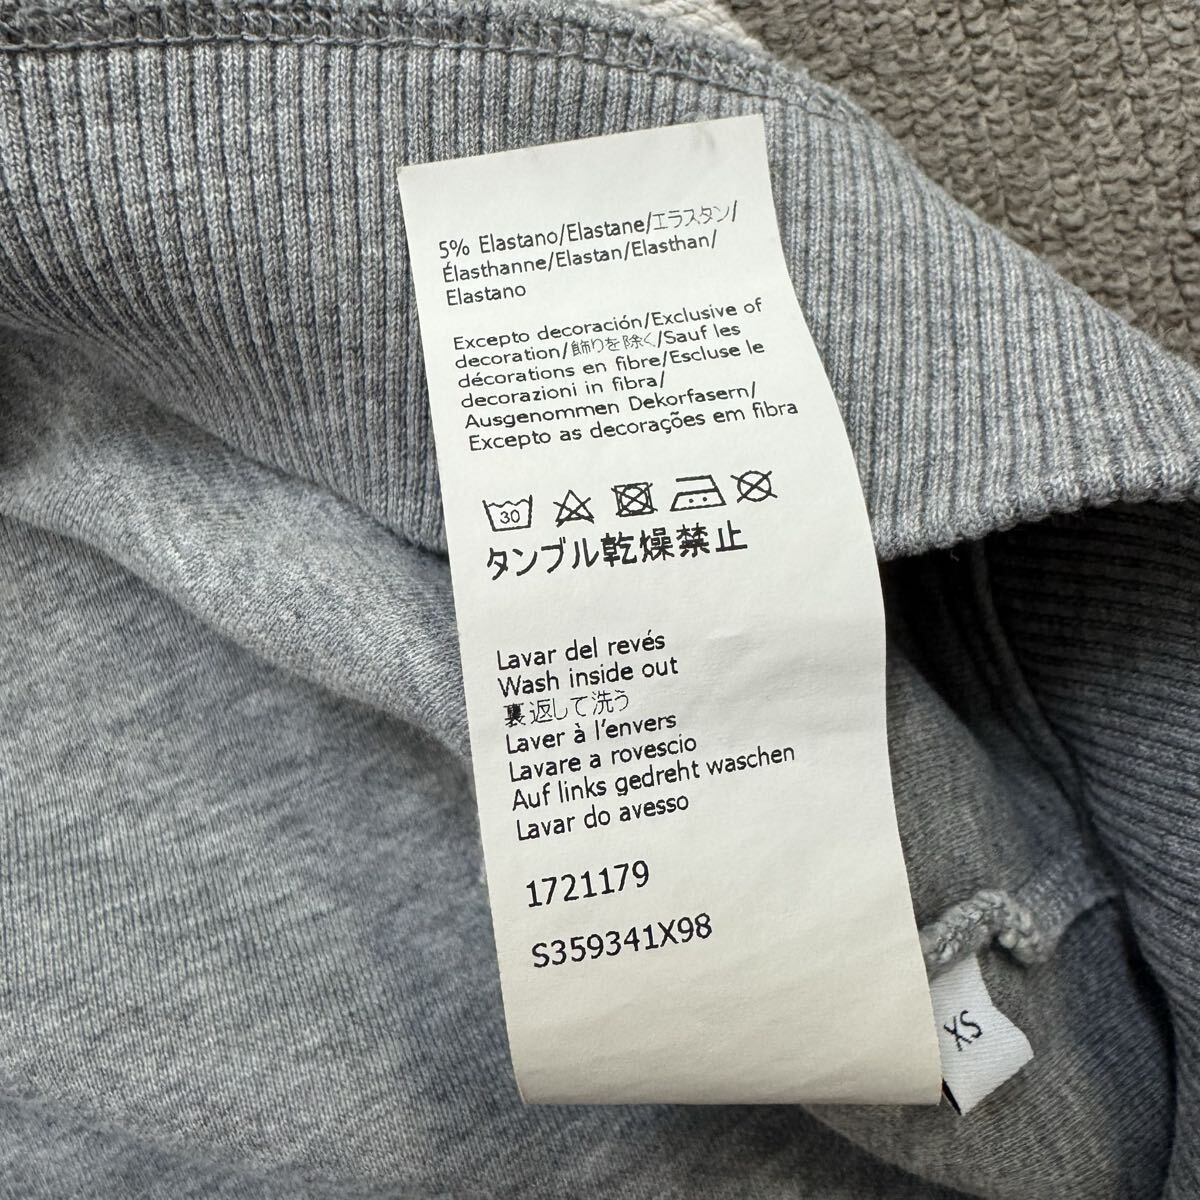 5% Elastano/Elastane/エラスタン/
Élasthanne/Elastan/Elasthan/
Elastano
Excepto decoración/Exclusive of
decoration/飾りを除く/Sauf les
décorations en fibre/Escluse le
decorazioni in fibra/
Ausgenommen Dekorfasern/
Excepto as decorações em fibra
30
タンブル乾燥禁止
Lavar del revés
Wash inside out
裏返して洗う
Laver à l'envers
Lavare a rovescio
Auf links gedreht waschen
Lavar do avesso
1721179
S359341X98
XS